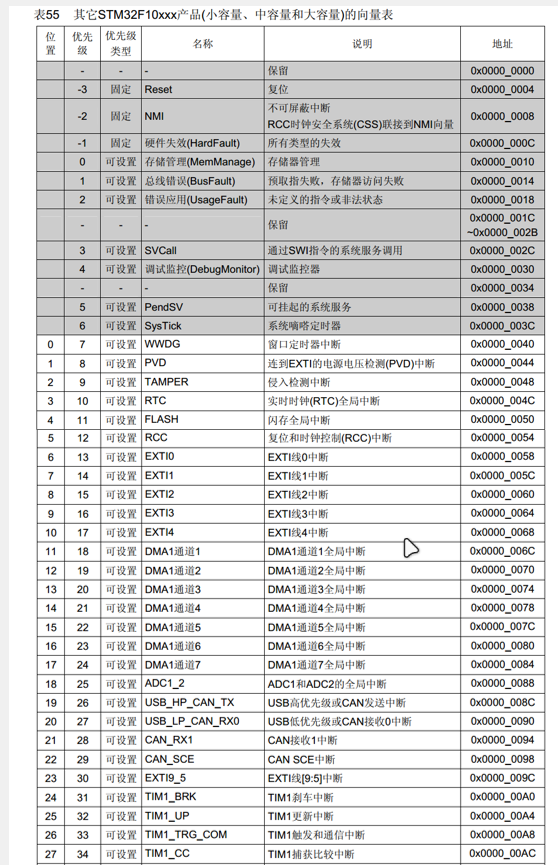 表55 其它STM32F10xxx产品(小容量、中容量和大容量)的向量表
位置 优先级 优先级类型 名称 说明 地址
- - - 保留 0x0000_0000
-3 固定 Reset 复位 0x0000_0004
-2 固定 NMI 不可屏蔽中断 RCC时钟安全系统(CSS)联接到NMI向量 0x0000_0008
-1 固定 硬件失效(HardFault) 所有类型的失效 0x0000_000C
0 可设置 存储管理(MemManage) 存储器管理 0x0000_0010
1 可设置 总线错误(BusFault) 预取指失败，存储器访问失败 0x0000_0014
2 可设置 错误应用(UsageFault) 未定义的指令或非法状态 0x0000_0018
- - - 保留 0x0000_001C ~0x0000_002B
3 可设置 SVCall 通过SWI指令的系统服务调用 0x0000_002C
4 可设置 调试监控(DebugMonitor) 调试监控器 0x0000_0030
- - - 保留 0x0000_0034
5 可设置 PendSV 可挂起的系统服务 0x0000_0038
6 可设置 SysTick 系统嘀嗒定时器 0x0000_003C
0 7 可设置 WWDG 窗口定时器中断 0x0000_0040
1 8 可设置 PVD 连到EXTI的电源电压检测(PVD)中断 0x0000_0044
2 9 可设置 TAMPER 侵入检测中断 0x0000_0048
3 10 可设置 RTC 实时时钟(RTC)全局中断 0x0000_004C
4 11 可设置 FLASH 闪存全局中断 0x0000_0050
5 12 可设置 RCC 复位和时钟控制(RCC)中断 0x0000_0054
6 13 可设置 EXTI0 EXTI线0中断 0x0000_0058
7 14 可设置 EXTI1 EXTI线1中断 0x0000_005C
8 15 可设置 EXTI2 EXTI线2中断 0x0000_0060
9 16 可设置 EXTI3 EXTI线3中断 0x0000_0064
10 17 可设置 EXTI4 EXTI线4中断 0x0000_0068
11 18 可设置 DMA1通道1 DMA1通道1全局中断 0x0000_006C
12 19 可设置 DMA1通道2 DMA1通道2全局中断 0x0000_0070
13 20 可设置 DMA1通道3 DMA1通道3全局中断 0x0000_0074
14 21 可设置 DMA1通道4 DMA1通道4全局中断 0x0000_0078
15 22 可设置 DMA1通道5 DMA1通道5全局中断 0x0000_007C
16 23 可设置 DMA1通道6 DMA1通道6全局中断 0x0000_0080
17 24 可设置 DMA1通道7 DMA1通道7全局中断 0x0000_0084
18 25 可设置 ADC1_2 ADC1和ADC2的全局中断 0x0000_0088
19 26 可设置 USB_HP_CAN_TX USB高优先级或CAN发送中断 0x0000_008C
20 27 可设置 USB_LP_CAN_RX0 USB低优先级或CAN接收0中断 0x0000_0090
21 28 可设置 CAN_RX1 CAN接收1中断 0x0000_0094
22 29 可设置 CAN_SCE CAN SCE中断 0x0000_0098
23 30 可设置 EXTI9_5 EXTI线[9:5]中断 0x0000_009C
24 31 可设置 TIM1_BRK TIM1刹车中断 0x0000_00A0
25 32 可设置 TIM1_UP TIM1更新中断 0x0000_00A4
26 33 可设置 TIM1_TRG_COM TIM1触发和通信中断 0x0000_00A8
27 34 可设置 TIM1_CC TIM1捕获比较中断 0x0000_00AC